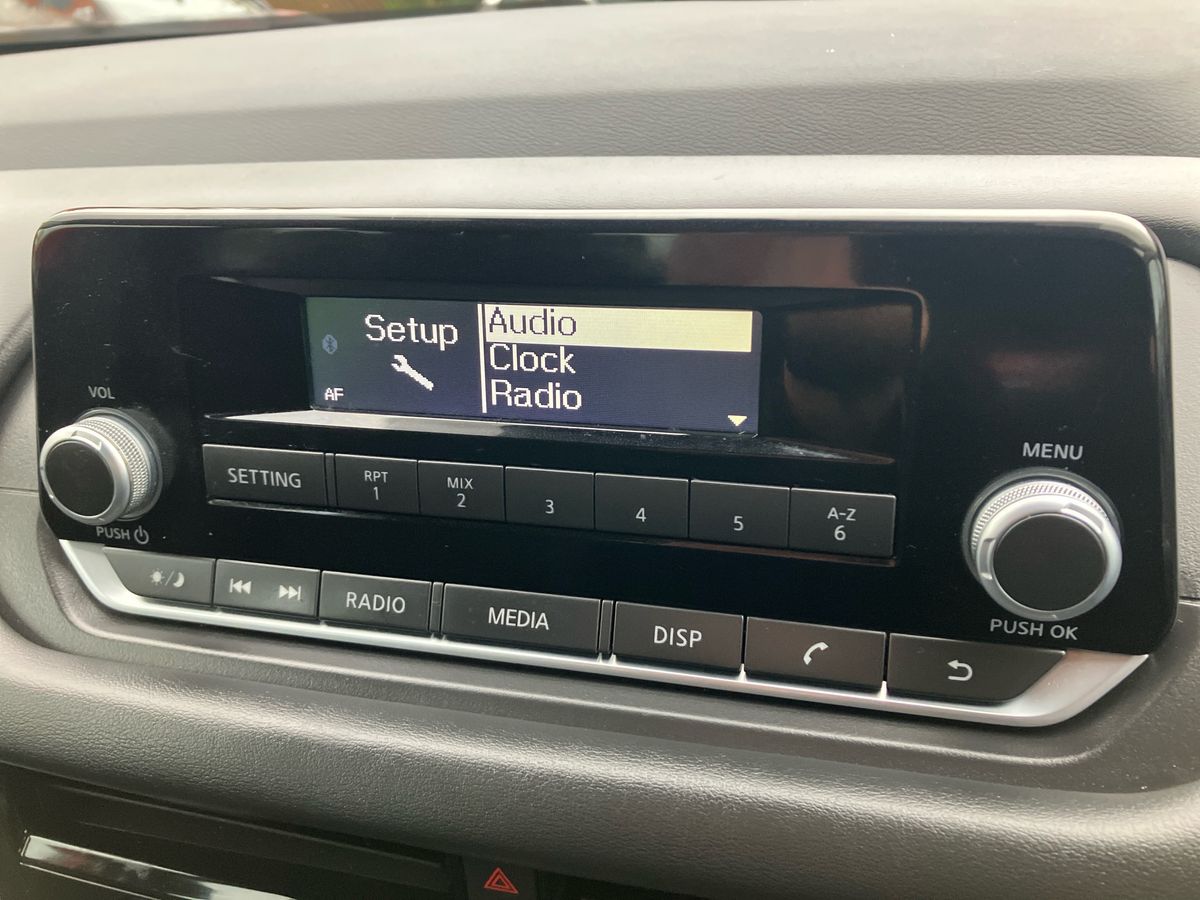 Setup
AF
Audio
Clock
Radio
VOL
PUSH
MENU
PUSH OK
SETTING
RPT
1
MIX
2
3
4
5
A-Z
6
RADIO
MEDIA
DISP